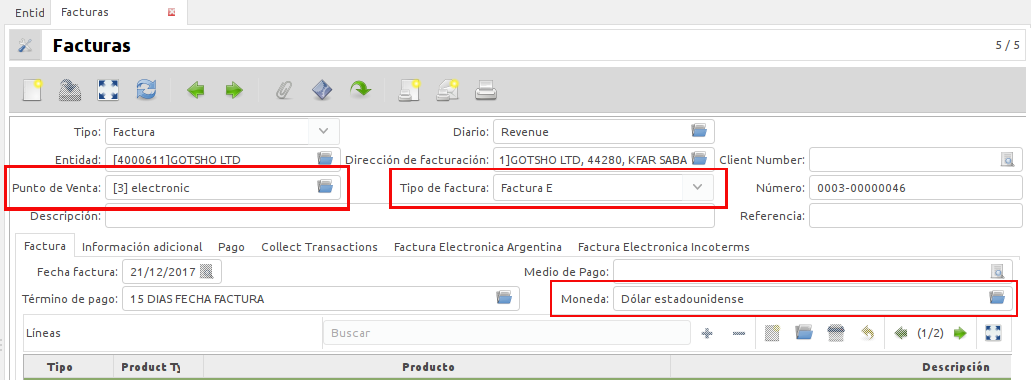 Entid Facturas
Facturas 5 / 5
Tipo: Factura Diario: Revenue
Entidad: [4000611]GOTSHO LTD Dirección de facturación: 1]GOTSHO LTD, 44280, KFAR SABA Client Number:
Punto de Venta: [3] electronic Tipo de factura: Factura E Número: 0003-00000046
Descripción: Referencia:
Factura Información adicional Pago Collect Transactions Factura Electronica Argentina Factura Electronica Incoterms
Fecha factura: 21/12/2017 Medio de Pago:
Término de pago: 15 DIAS FECHA FACTURA Moneda: Dólar estadounidense
Líneas Buscar (1/2)
Tipo Product Ty Producto Descripción